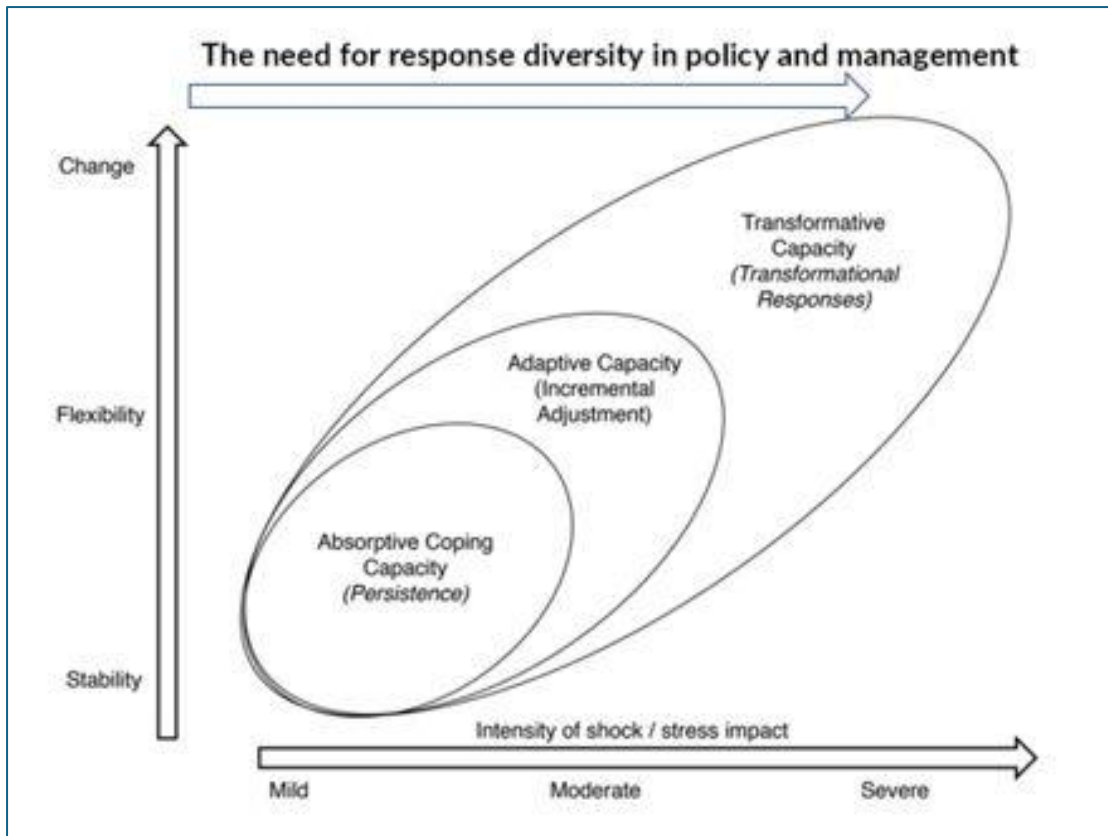 The need for response diversity in policy and management
Change
Transformative
Capacity
(Transformational
Responses)
Adaptive Capacity
(Incremental
Adjustment)
Flexibility
Absorptive Coping
Capacity
(Persistence)
Stability
Intensity of shock / stress impact
Mild
Moderate
Severe